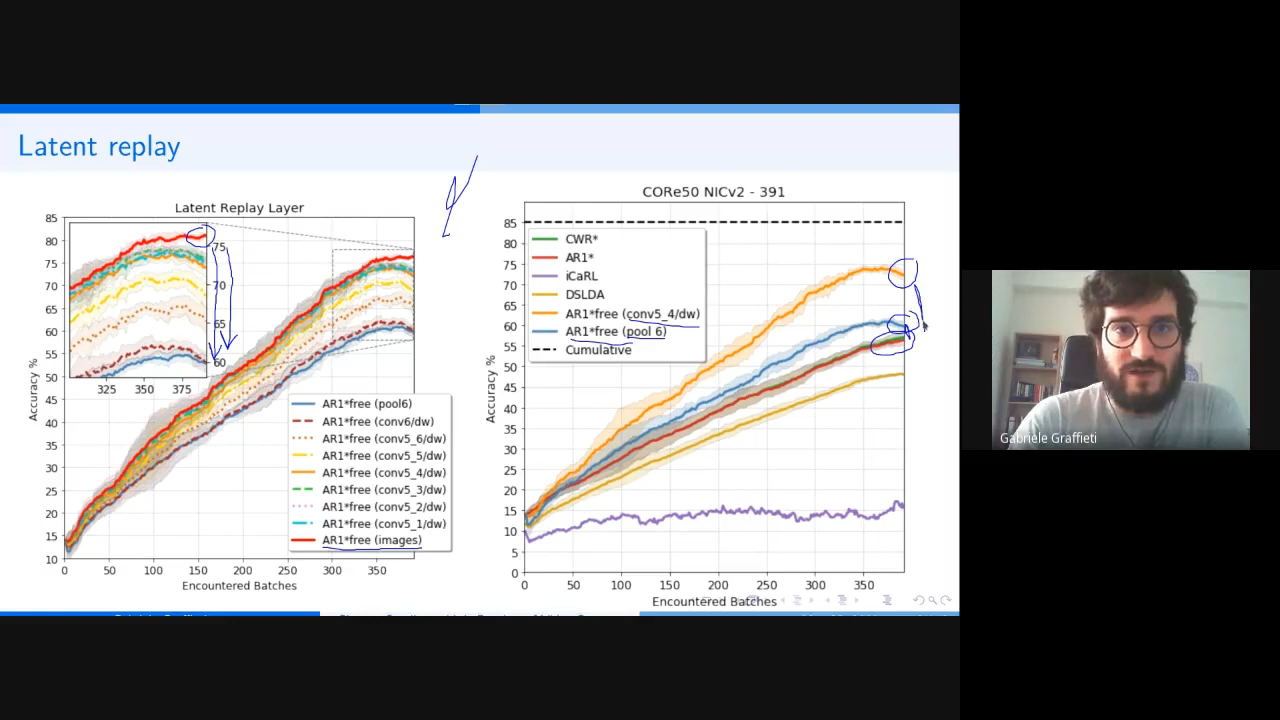 Latent replay
Latent Replay Layer
85
80
75
70
65
60
55
50
45
40
35
30
25
20
15
10
Accuracy %
75
70
65
60
325 350 375
AR1*free (pool6)
AR1*free (conv6/dw)
AR1*free (conv5_6/dw)
AR1*free (conv5_5/dw)
AR1*free (conv5_4/dw)
AR1*free (conv5_3/dw)
AR1*free (conv5_2/dw)
AR1*free (conv5_1/dw)
AR1*free (images)
0 50 100 150 200 250 300 350
Encountered Batches
CORe50 NICv2 - 391
85
80
75
70
65
60
55
50
45
40
35
30
25
20
15
10
5
0
Accuracy %
CWR*
AR1*
iCaRL
DSLDA
AR1*free (conv5_4/dw)
AR1*free (pool 6)
Cumulative
0 50 100 150 200 250 300 350
Encountered Batches
Gabriele Graffieti